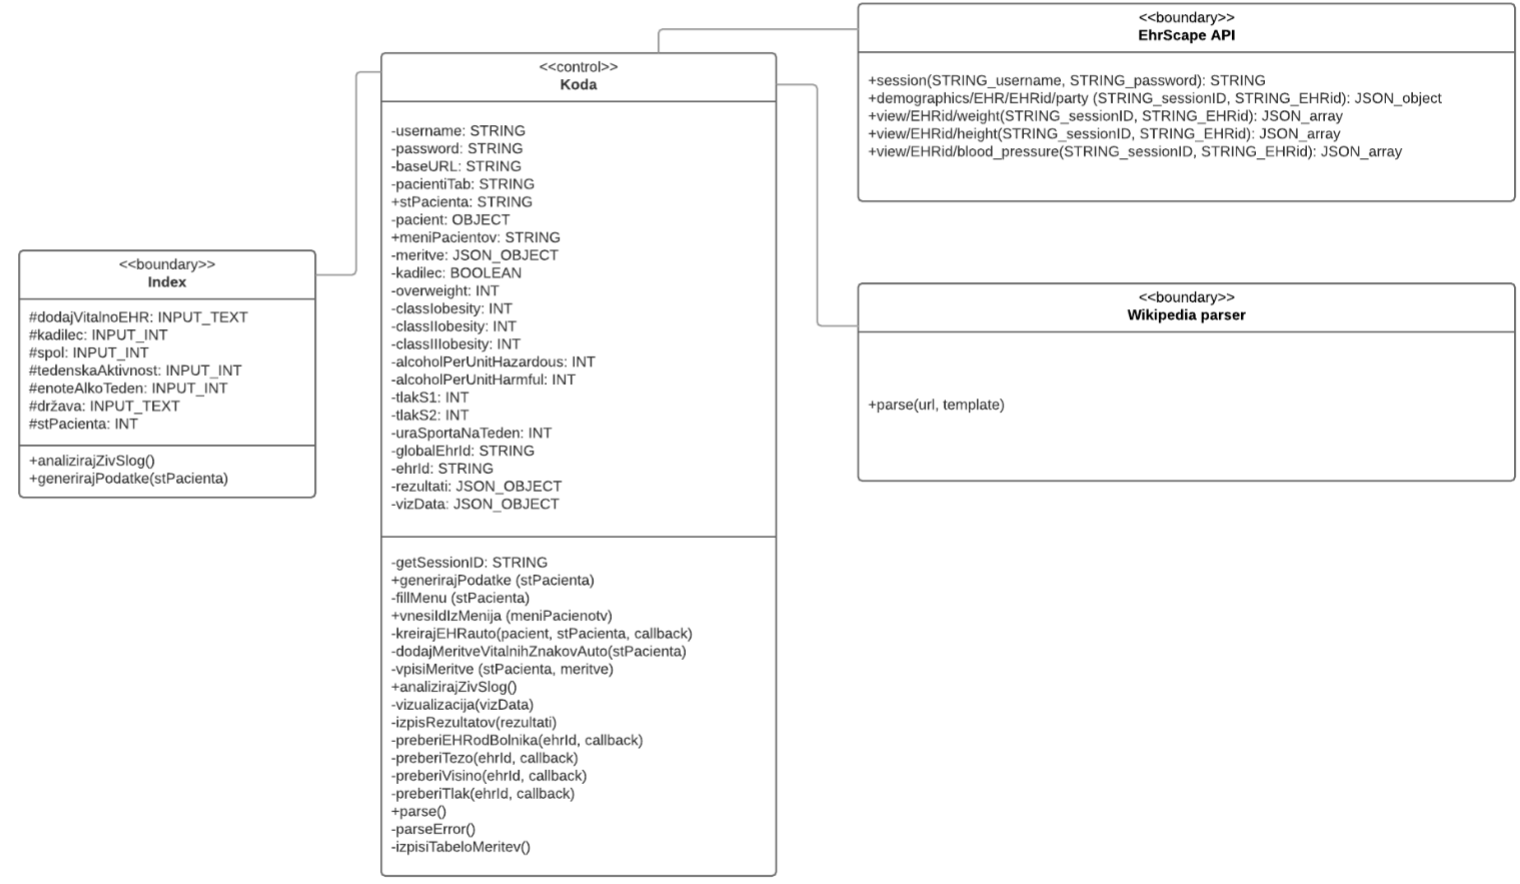 <<boundary>>
Index
#dodajVitalnoEHR: INPUT_TEXT
#kadilec: INPUT_INT
#spol: INPUT_INT
#tedenskaAktivnost: INPUT_INT
#enoteAlkoTeden: INPUT_INT
#država: INPUT_TEXT
#stPacienta: INT
+analizirajZivSlog()
+generirajPodatke(stPacienta)
<<control>>
Koda
-username: STRING
-password: STRING
-baseURL: STRING
-pacientiTab: STRING
+stPacienta: STRING
-pacient: OBJECT
+meniPacientov: STRING
-meritve: JSON_OBJECT
-kadilec: BOOLEAN
-overweight: INT
-classIobesity: INT
-classIIobesity: INT
-classIIIobesity: INT
-alcoholPerUnitHazardous: INT
-alcoholPerUnitHarmful: INT
-tlakS1: INT
-tlakS2: INT
-uraSportaNaTeden: INT
-globalEhrId: STRING
-ehrId: STRING
-rezultati: JSON_OBJECT
-vizData: JSON_OBJECT
-getSessionID: STRING
+generirajPodatke (stPacienta)
-fillMenu (stPacienta)
+vnesiIdIzMenija (meniPacienotv)
-kreirajEHRauto(pacient, stPacienta, callback)
-dodajMeritveVitalnihZnakovAuto(stPacienta)
-vpisiMeritve (stPacienta, meritve)
+analizirajZivSlog()
-vizualizacija(vizData)
-izpisRezultatov(rezultati)
-preberiEHRodBolnika(ehrId, callback)
-preberiTezo(ehrId, callback)
-preberiVisino(ehrId, callback)
-preberiTlak(ehrId, callback)
+parse()
-parseError()
-izpisiTabeloMeritev()
<<boundary>>
EhrScape API
+session(STRING_username, STRING_password): STRING
+demographics/EHR/EHRid/party (STRING_sessionID, STRING_EHRid): JSON_object
+view/EHRid/weight(STRING_sessionID, STRING_EHRid): JSON_array
+view/EHRid/height(STRING_sessionID, STRING_EHRid): JSON_array
+view/EHRid/blood_pressure(STRING_sessionID, STRING_EHRid): JSON_array
<<boundary>>
Wikipedia parser
+parse(url, template)